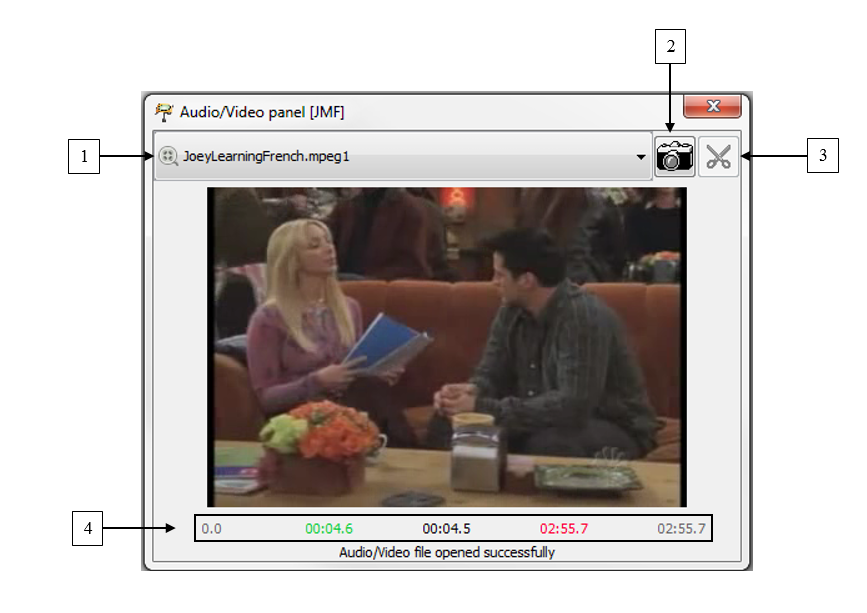 2
Audio/Video panel [JMF]
1
JoeyLearningFrench.mpeg1
3
4
0.0 00:04.6 00:04.5 02:55.7 02:55.7
Audio/Video file opened successfully